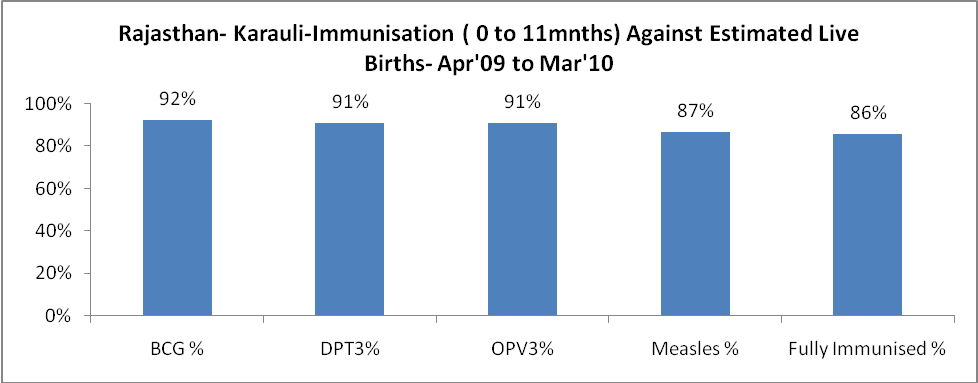 Rajasthan- Karauli-Immunisation ( 0 to 11mnths) Against Estimated Live
Births- Apr'09 to Mar'10
92%
91%
91%
87%
86%
100%
80%
60%
40%
20%
0%
BCG %
DPT3%
OPV3%
Measles %
Fully Immunised %